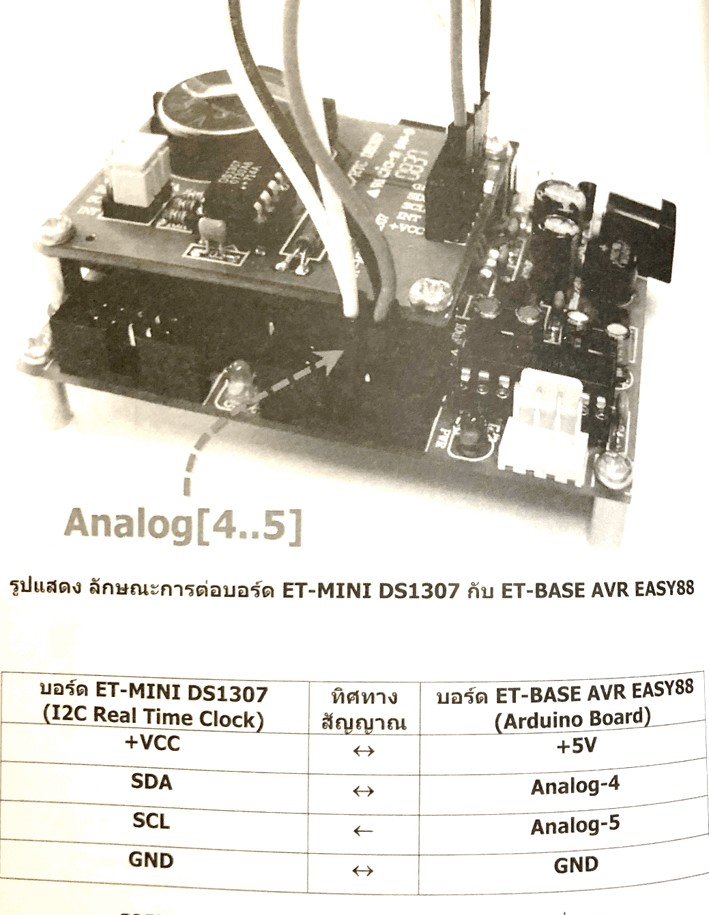 +VCC
Analog[4..5]
รูปแสดง ลักษณะการต่อบอร์ด ET-MINI DS1307 กับ ET-BASE AVR EASY88
บอร์ด ET-MINI DS1307
(I2C Real Time Clock)
ทิศทาง
สัญญาณ
บอร์ด ET-BASE AVR EASY88
(Arduino Board)
+VCC ↔ +5V
SDA ↔ Analog-4
SCL ← Analog-5
GND ↔ GND